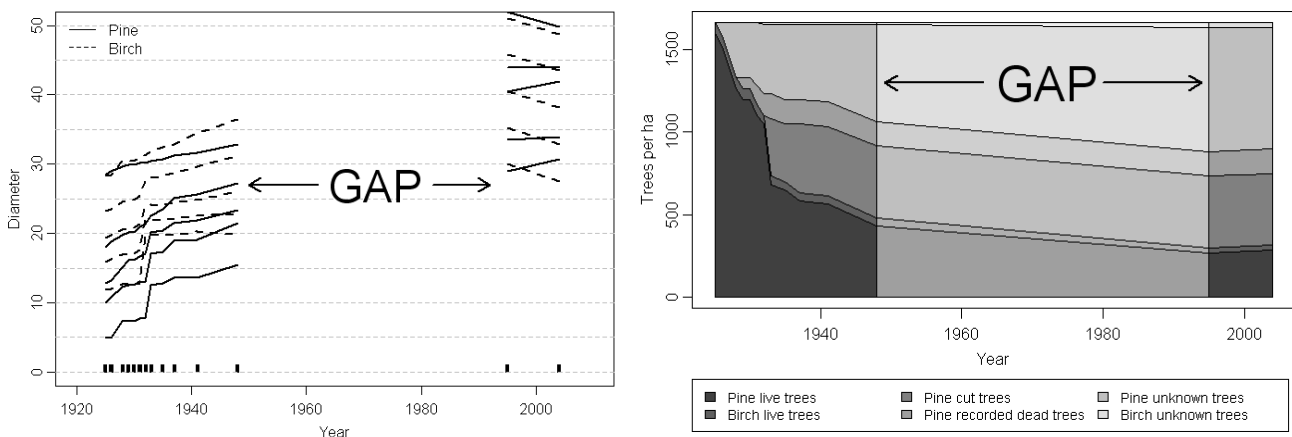 Pine
Birch
Diameter
50
40
30
20
10
0
GAP
1920 1940 1960 1980 2000
Year
Trees per ha
1500
1000
500
0
GAP
1940 1960 1980 2000
Year
Pine live trees Pine cut trees Pine unknown trees
Birch live trees Pine recorded dead trees Birch unknown trees